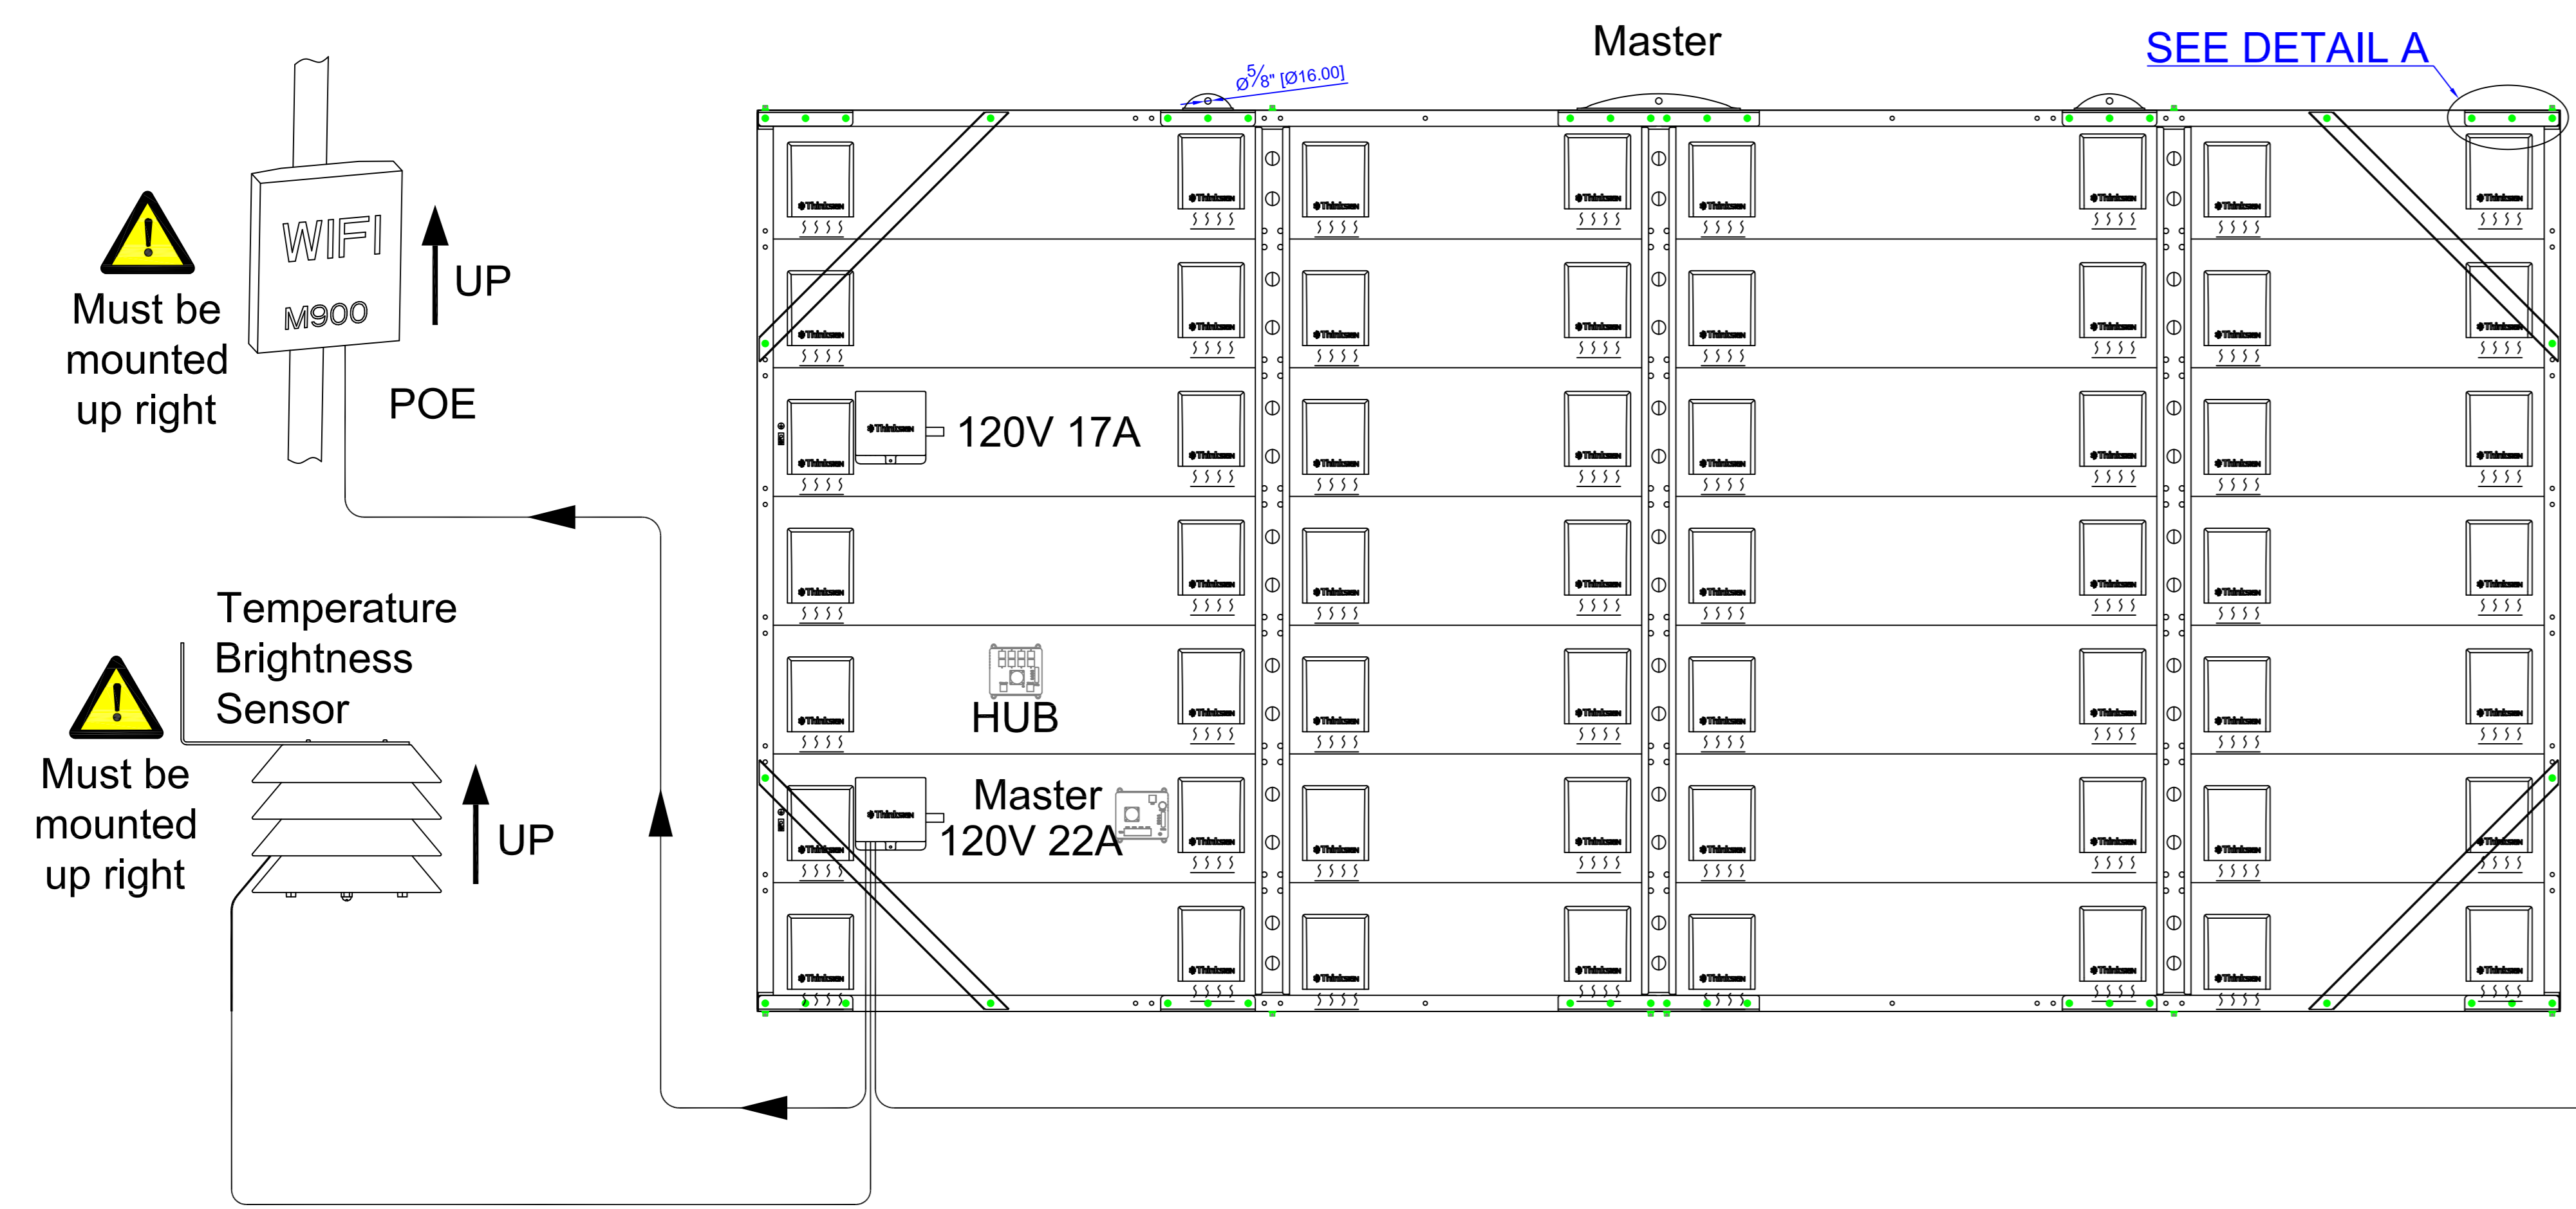 Master
SEE DETAIL A
Ø5/8" [Ø16.00]
WIFI
M900
UP
Must be
mounted
up right
POE
120V 17A
Temperature
Brightness
Sensor
HUB
Must be
mounted
up right
UP
Master
120V 22A
Thinksign